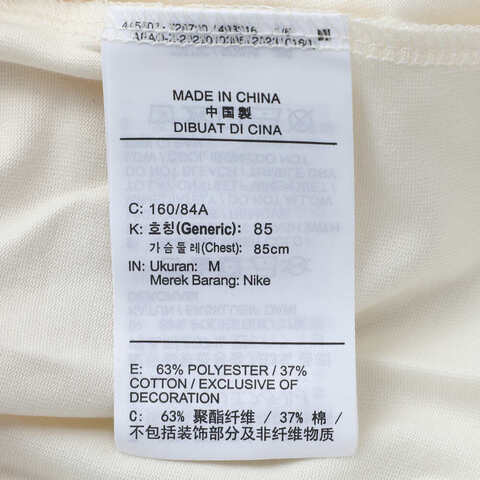 MADE IN CHINA
中国製
DIBUAT DI CINA
C: 160/84A
K: 호칭(Generic): 85
가슴둘레(Chest): 85cm
IN: Ukuran: M
Merek Barang: Nike
E: 63% POLYESTER / 37%
COTTON / EXCLUSIVE OF
DECORATION
C: 63% 聚酯纤维 / 37% 棉 /
不包括装饰部分及非纤维物质